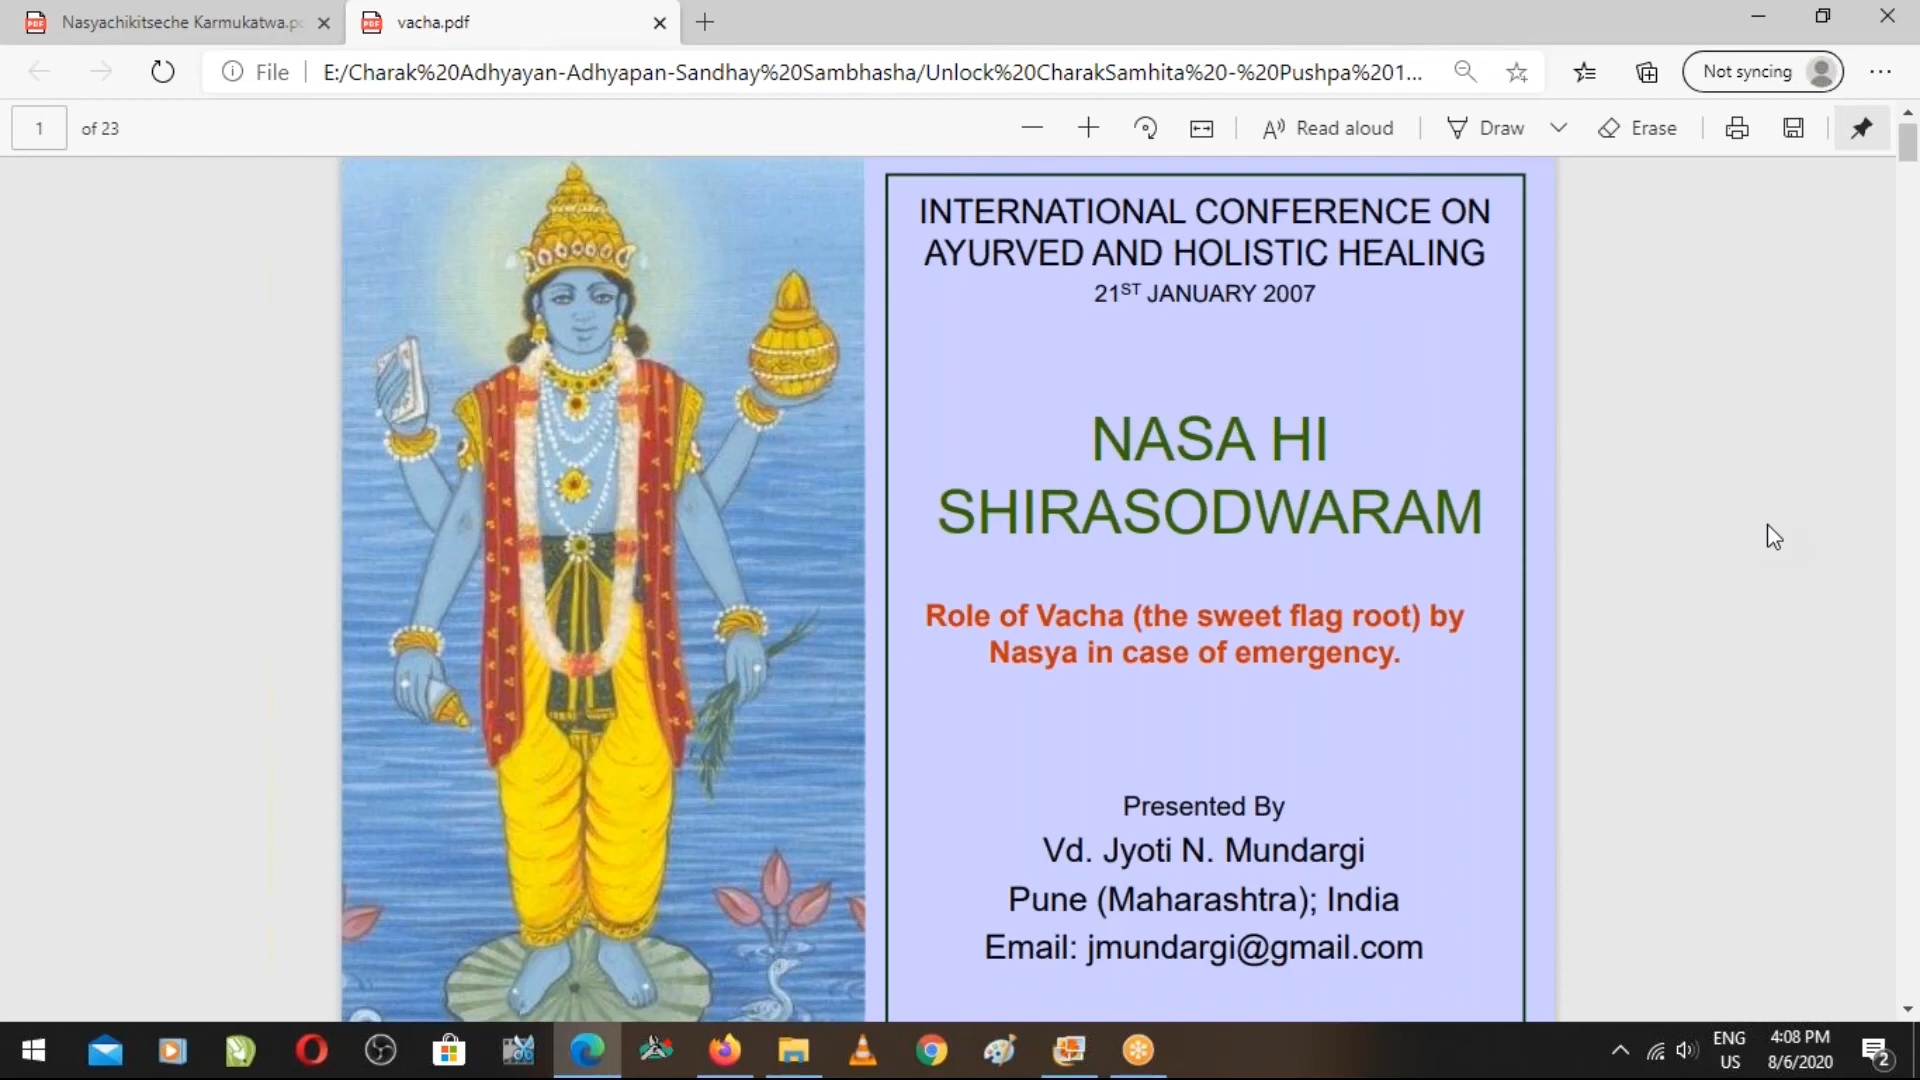 Nasyachikitseche Karmukatwa.p
vacha.pdf
File
E:/Charak%20Adhyayan-Adhyapan-Sandhay%20Sambhasha/Unlock%20CharakSamhita%20-%20Pushpa%201...
Not syncing
1 of 23
Read aloud
Draw
Erase
INTERNATIONAL CONFERENCE ON
AYURVED AND HOLISTIC HEALING
21ST JANUARY 2007
NASA HI
SHIRASODWARAM
Role of Vacha (the sweet flag root) by
Nasya in case of emergency.
Presented By
Vd. Jyoti N. Mundargi
Pune (Maharashtra); India
Email: jmundargi@gmail.com
ENG
US
4:08 PM
8/6/2020
2